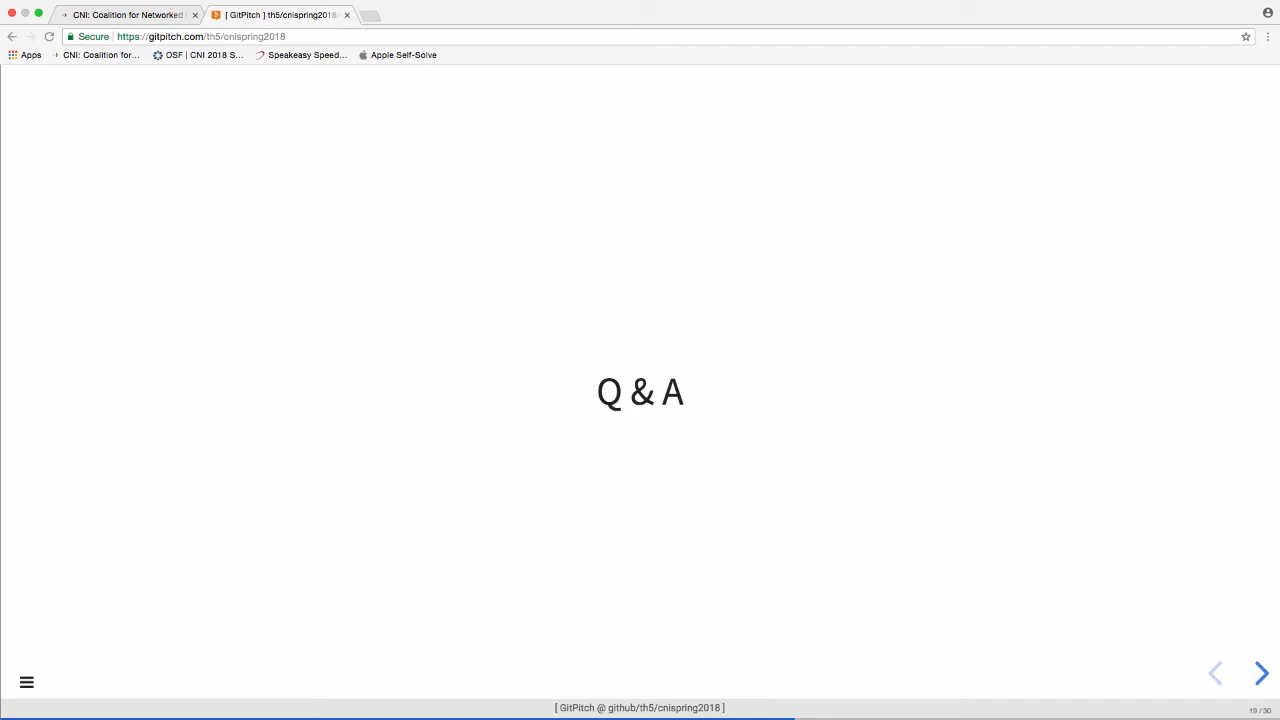 CNI: Coalition for Networked
[ GitPitch ] th5/cnispring2018/
Secure
https://gitpitch.com/th5/cnispring2018
Apps
CNI: Coalition for...
OSF | CNI 2018 S...
Speakeasy Speed...
Apple Self-Solve
Q & A
[ GitPitch @ github/th5/cnispring2018 ]
19 / 30